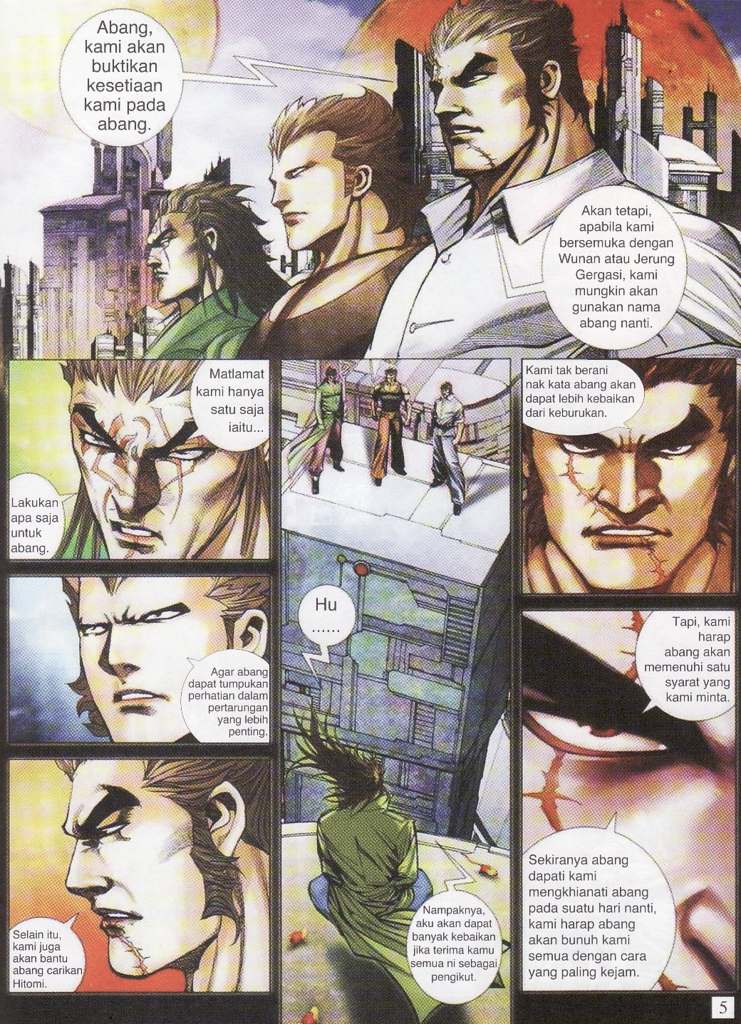 Abang,
kami akan
buktikan
kesetiaan
kami pada
abang.
Akan tetapi,
apabila kami
bersemuka dengan
Wunan atau Jerung
Gergasi, kami
mungkin akan
gunakan nama
abang nanti.
Matlamat
kami hanya
satu saja
iaitu...
Lakukan
apa saja
untuk
abang.
Agar abang
dapat tumpukan
perhatian dalam
pertarungan
yang lebih
penting.
Selain itu,
kami juga
akan bantu
abang carikan
Hitomi.
Hu
......
Nampaknya,
aku akan dapat
banyak kebaikan
jika terima kamu
semua ni sebagai
pengikut.
Kami tak berani
nak kata abang akan
dapat lebih kebaikan
dari keburukan.
Tapi, kami
harap
abang akan
memenuhi satu
syarat yang
kami minta.
Sekiranya abang
dapati kami
mengkhianati abang
pada suatu hari nanti,
kami harap abang
akan bunuh kami
semua dengan cara
yang paling kejam.
5